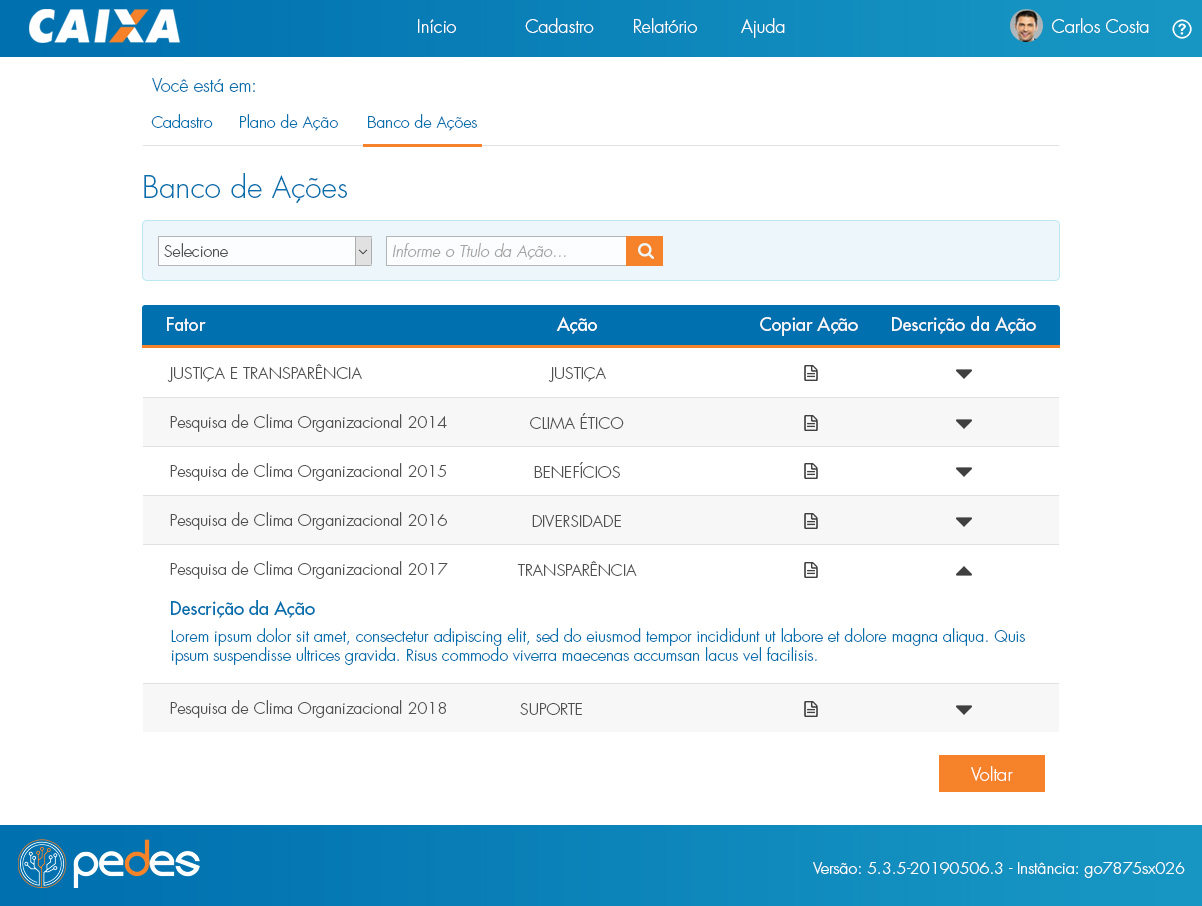 CAIXA
Início Cadastro Relatório Ajuda Carlos Costa
Você está em:
Cadastro Plano de Ação Banco de Ações
Banco de Ações
Selecione Informe o Ttulo da Ação...
Fator Ação Copiar Ação Descrição da Ação
JUSTIÇA E TRANSPARÊNCIA JUSTIÇA
Pesquisa de Clima Organizacional 2014 CLIMA ÉTICO
Pesquisa de Clima Organizacional 2015 BENEFÍCIOS
Pesquisa de Clima Organizacional 2016 DIVERSIDADE
Pesquisa de Clima Organizacional 2017 TRANSPARÊNCIA
Descrição da Ação
Lorem ipsum dolor sit amet, consectetur adipiscing elit, sed do eiusmod tempor incididunt ut labore et dolore magna aliqua. Quis
ipsum suspendisse ultrices gravida. Risus commodo viverra maecenas accumsan lacus vel facilisis.
Pesquisa de Clima Organizacional 2018 SUPORTE
Voltar
pedes
Versão: 5.3.5-20190506.3 - Instância: go7875sx026